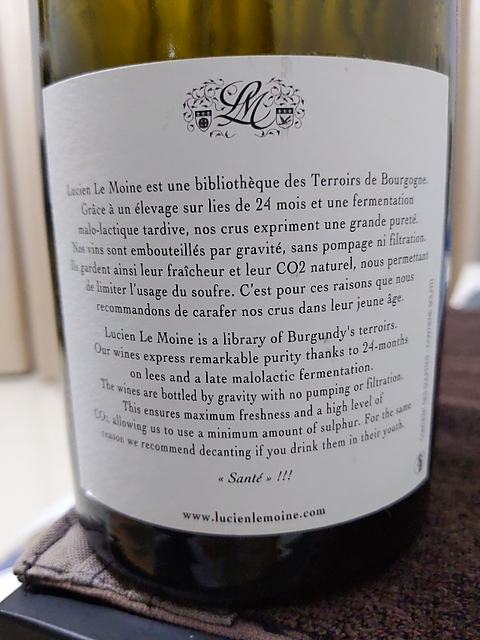 LM
Lucien Le Moine est une bibliothèque des Terroirs de Bourgogne.
Grâce à un élevage sur lies de 24 mois et une fermentation
malo-lactique tardive, nos crus expriment une grande pureté.
Nos vins sont embouteillés par gravité, sans pompage ni filtration.
Ils gardent ainsi leur fraîcheur et leur CO2 naturel, nous permettant
de limiter l'usage du soufre. C'est pour ces raisons que nous
recommandons de carafer nos crus dans leur jeune âge.
Lucien Le Moine is a library of Burgundy's terroirs.
Our wines express remarkable purity thanks to 24-months
on lees and a late malolactic fermentation.
The wines are bottled by gravity with no pumping or filtration.
This ensures maximum freshness and a high level of
CO2, allowing us to use a minimum amount of sulphur. For the same
reason we recommend decanting if you drink them in their youth.
« Santé » !!!
www.lucienlemoine.com